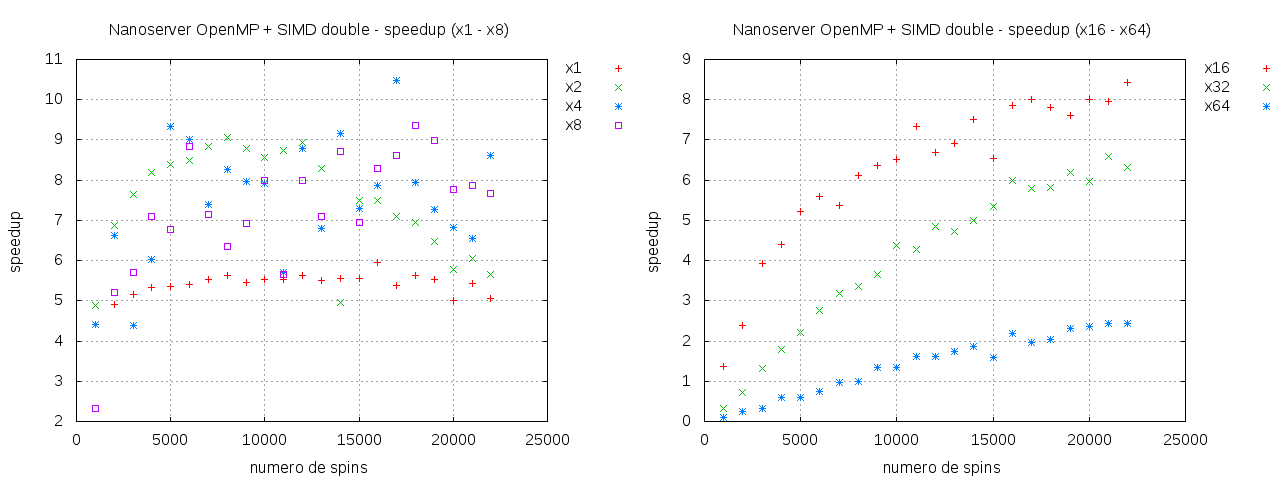 Nanoserver OpenMP + SIMD double - speedup (x1 - x8)
11
10
9
8
7
6
5
4
3
2
0
5000
10000
15000
20000
25000
speedup
numero de spins
x1
x2
x4
x8
Nanoserver OpenMP + SIMD double - speedup (x16 - x64)
9
8
7
6
5
4
3
2
1
0
0
5000
10000
15000
20000
25000
speedup
numero de spins
x16
x32
x64